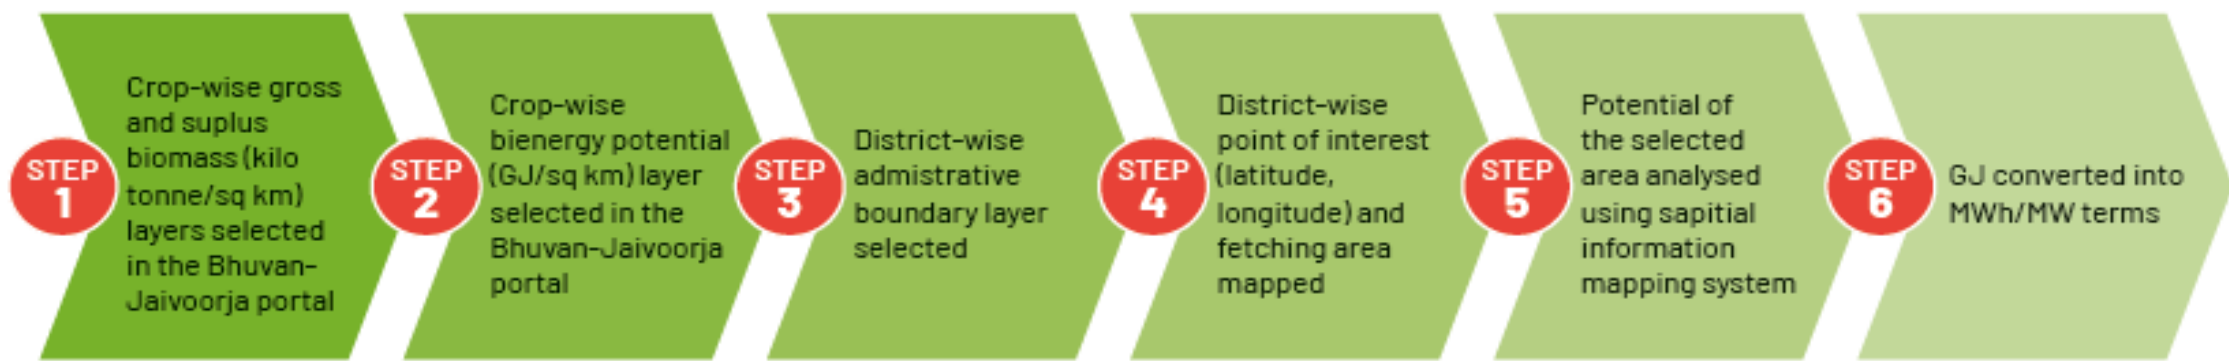 STEP
1
Crop-wise gross
and suplus
biomass (kilo
tonne/sq km)
layers selected
in the Bhuvan-
Jaivoorja portal
STEP
2
Crop-wise
bienergy potential
(GJ/sq km) layer
selected in the
Bhuvan-Jaivoorja
portal
STEP
3
District-wise
admistrative
boundary layer
selected
STEP
4
District-wise
point of interest
(latitude,
longitude) and
fetching area
mapped
STEP
5
Potential of
the selected
area analysed
using sapitial
information
mapping system
STEP
6
GJ converted into
MWh/MW terms